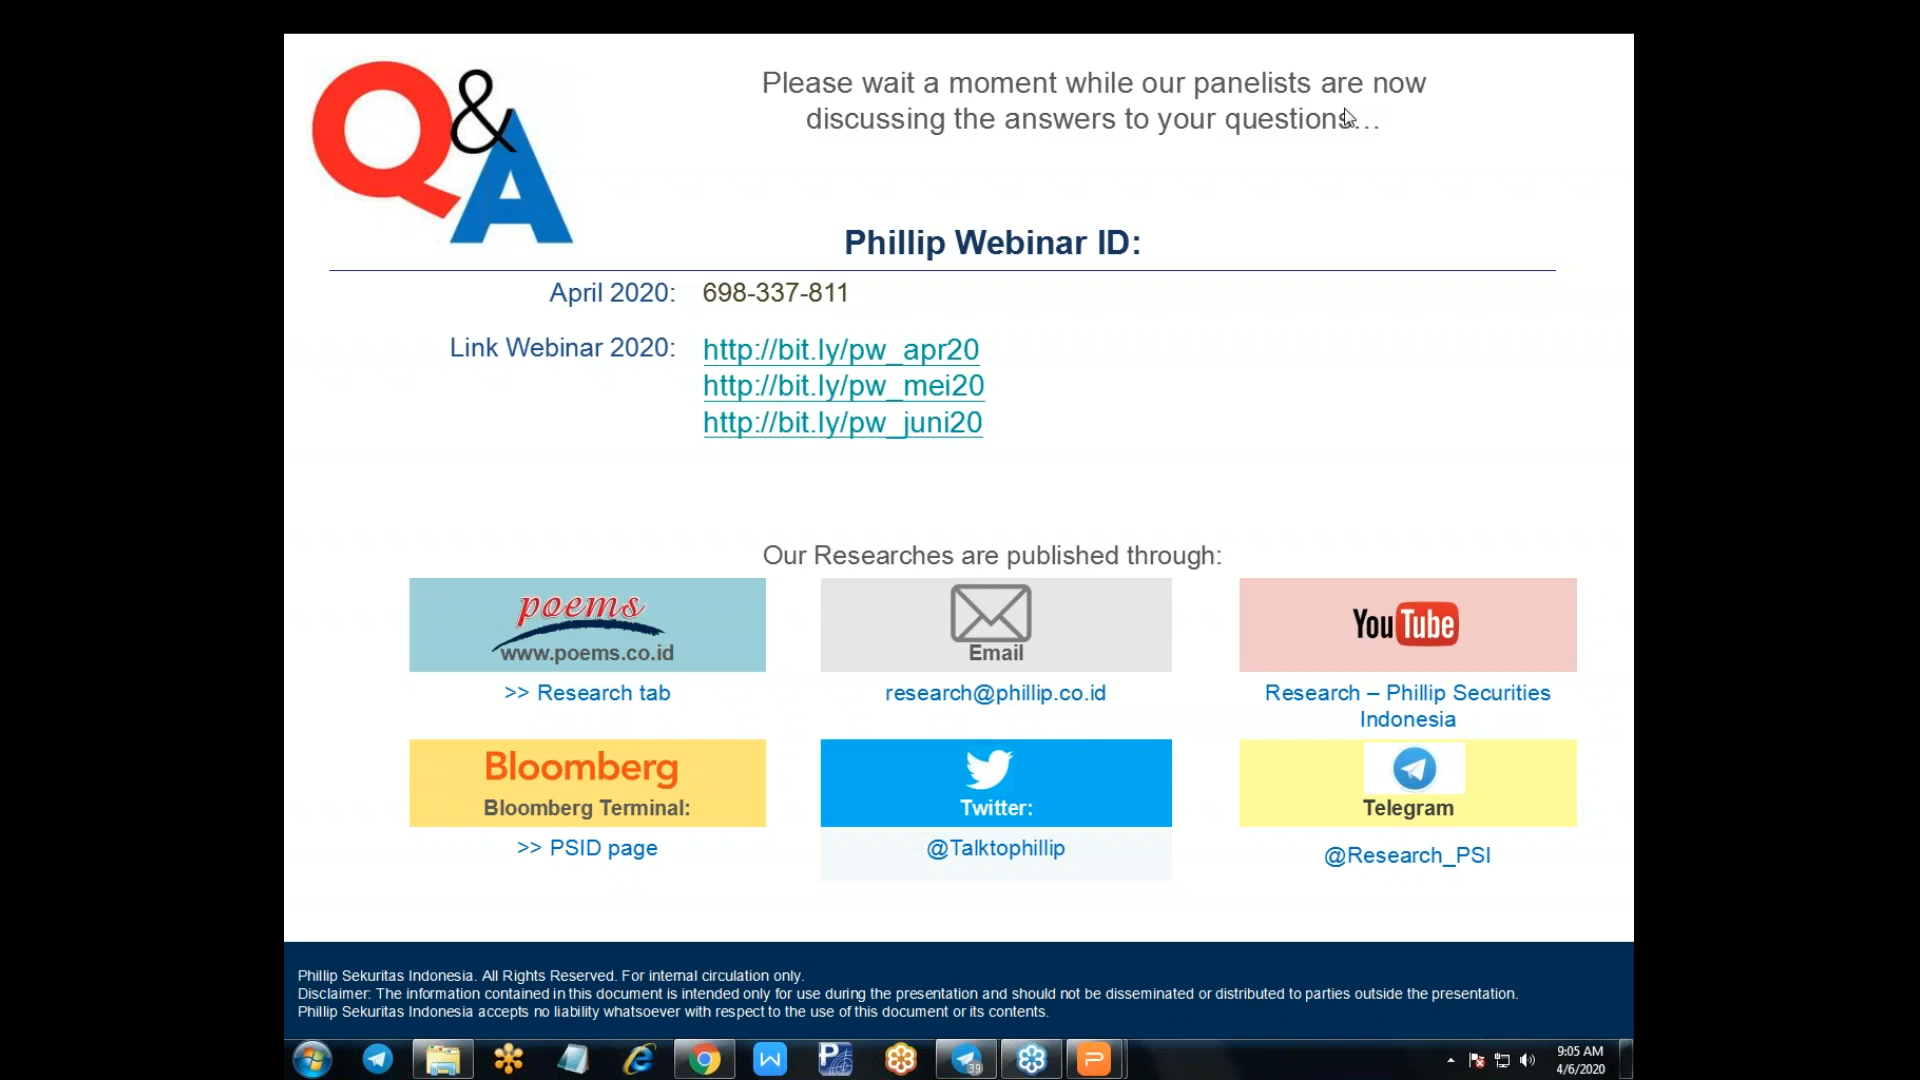 Q&A
Please wait a moment while our panelists are now
discussing the answers to your questions…
Phillip Webinar ID:
April 2020: 698-337-811
Link Webinar 2020: http://bit.ly/pw_apr20
http://bit.ly/pw_mei20
http://bit.ly/pw_juni20
Our Researches are published through:
poems
www.poems.co.id
>> Research tab
Email
research@phillip.co.id
YouTube
Research – Phillip Securities
Indonesia
Bloomberg
Bloomberg Terminal:
>> PSID page
Twitter:
@Talktophillip
Telegram
@Research_PSI
Phillip Sekuritas Indonesia. All Rights Reserved. For internal circulation only.
Disclaimer: The information contained in this document is intended only for use during the presentation and should not be disseminated or distributed to parties outside the presentation.
Phillip Sekuritas Indonesia accepts no liability whatsoever with respect to the use of this document or its contents.
39
9:05 AM
4/6/2020